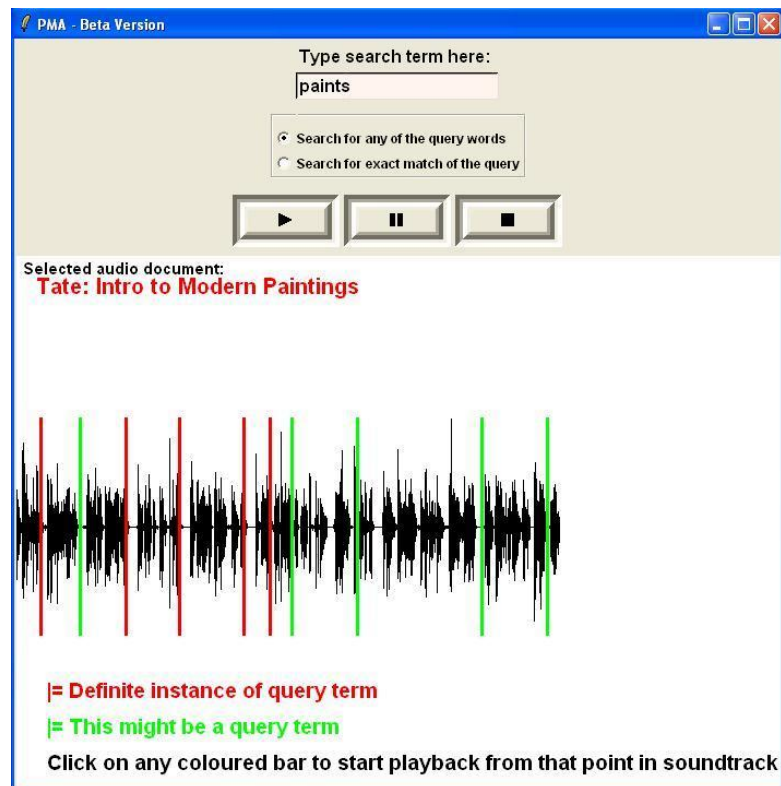 PMA - Beta Version
Type search term here:
paints
Search for any of the query words
Search for exact match of the query
Selected audio document:
Tate: Intro to Modern Paintings
|= Definite instance of query term
|= This might be a query term
Click on any coloured bar to start playback from that point in soundtrack